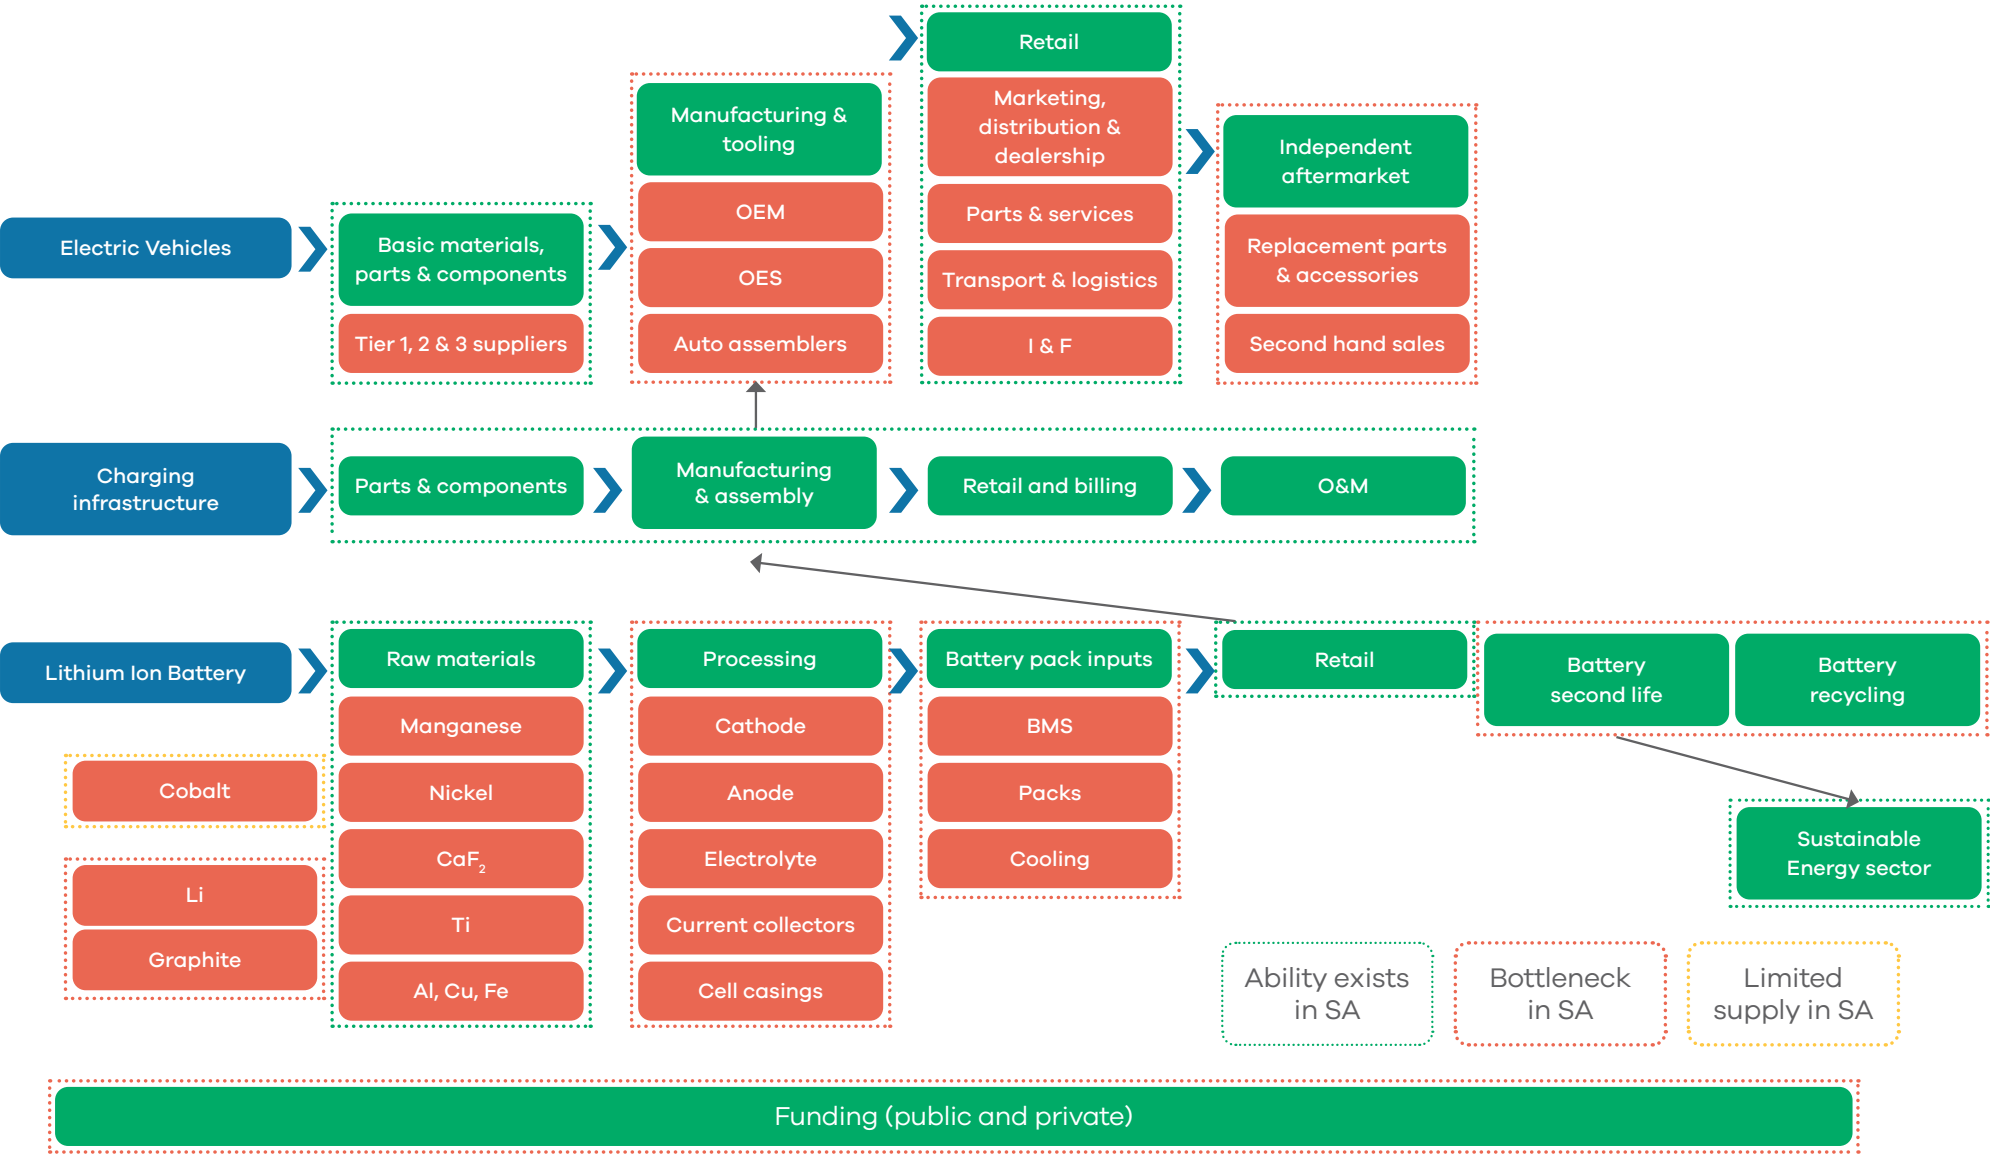 Electric Vehicles
Basic materials,
parts & components
Tier 1, 2 & 3 suppliers
Manufacturing &
tooling
OEM
OES
Auto assemblers
Retail
Marketing,
distribution &
dealership
Parts & services
Transport & logistics
I & F
Independent
aftermarket
Replacement parts
& accessories
Second hand sales
Charging
infrastructure
Parts & components
Manufacturing
& assembly
Retail and billing
O&M
Lithium Ion Battery
Cobalt
Li
Graphite
Raw materials
Manganese
Nickel
CaF₂
Ti
Al, Cu, Fe
Processing
Cathode
Anode
Electrolyte
Current collectors
Cell casings
Battery pack inputs
BMS
Packs
Cooling
Retail
Battery
second life
Battery
recycling
Sustainable
Energy sector
Ability exists
in SA
Bottleneck
in SA
Limited
supply in SA
Funding (public and private)